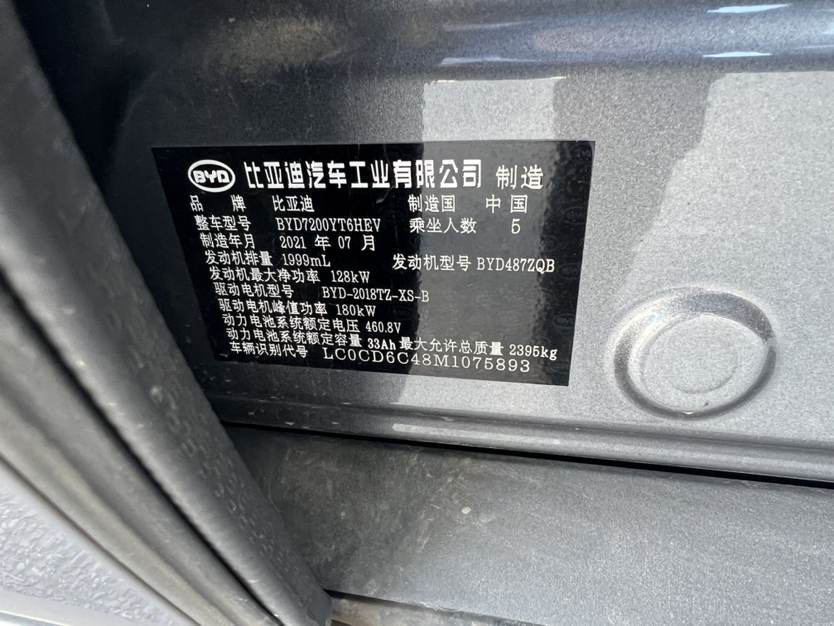 BYD 比亚迪汽车工业有限公司 制造
品 牌 比亚迪 制造国 中国
整车型号 BYD7200YT6HEV 乘坐人数 5
制造年月 2021 年 07 月
发动机排量 1999mL 发动机型号 BYD487ZQB
发动机最大净功率 128kW
驱动电机型号 BYD-2018TZ-XS-B
驱动电机峰值功率 180kW
动力电池系统额定电压 460.8V
动力电池系统额定容量 33Ah 最大允许总质量 2395kg
车辆识别代号 LC0CD6C48M1075893